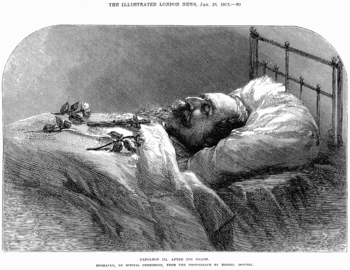 THE ILLUSTRATED LONDON NEWS, JAN. 25, 1873.—80
NAPOLEON III. AFTER HIS DEATH.
ENGRAVED, BY SPECIAL PERMISSION, FROM THE PHOTOGRAPH BY MESSRS. DOWNEY.